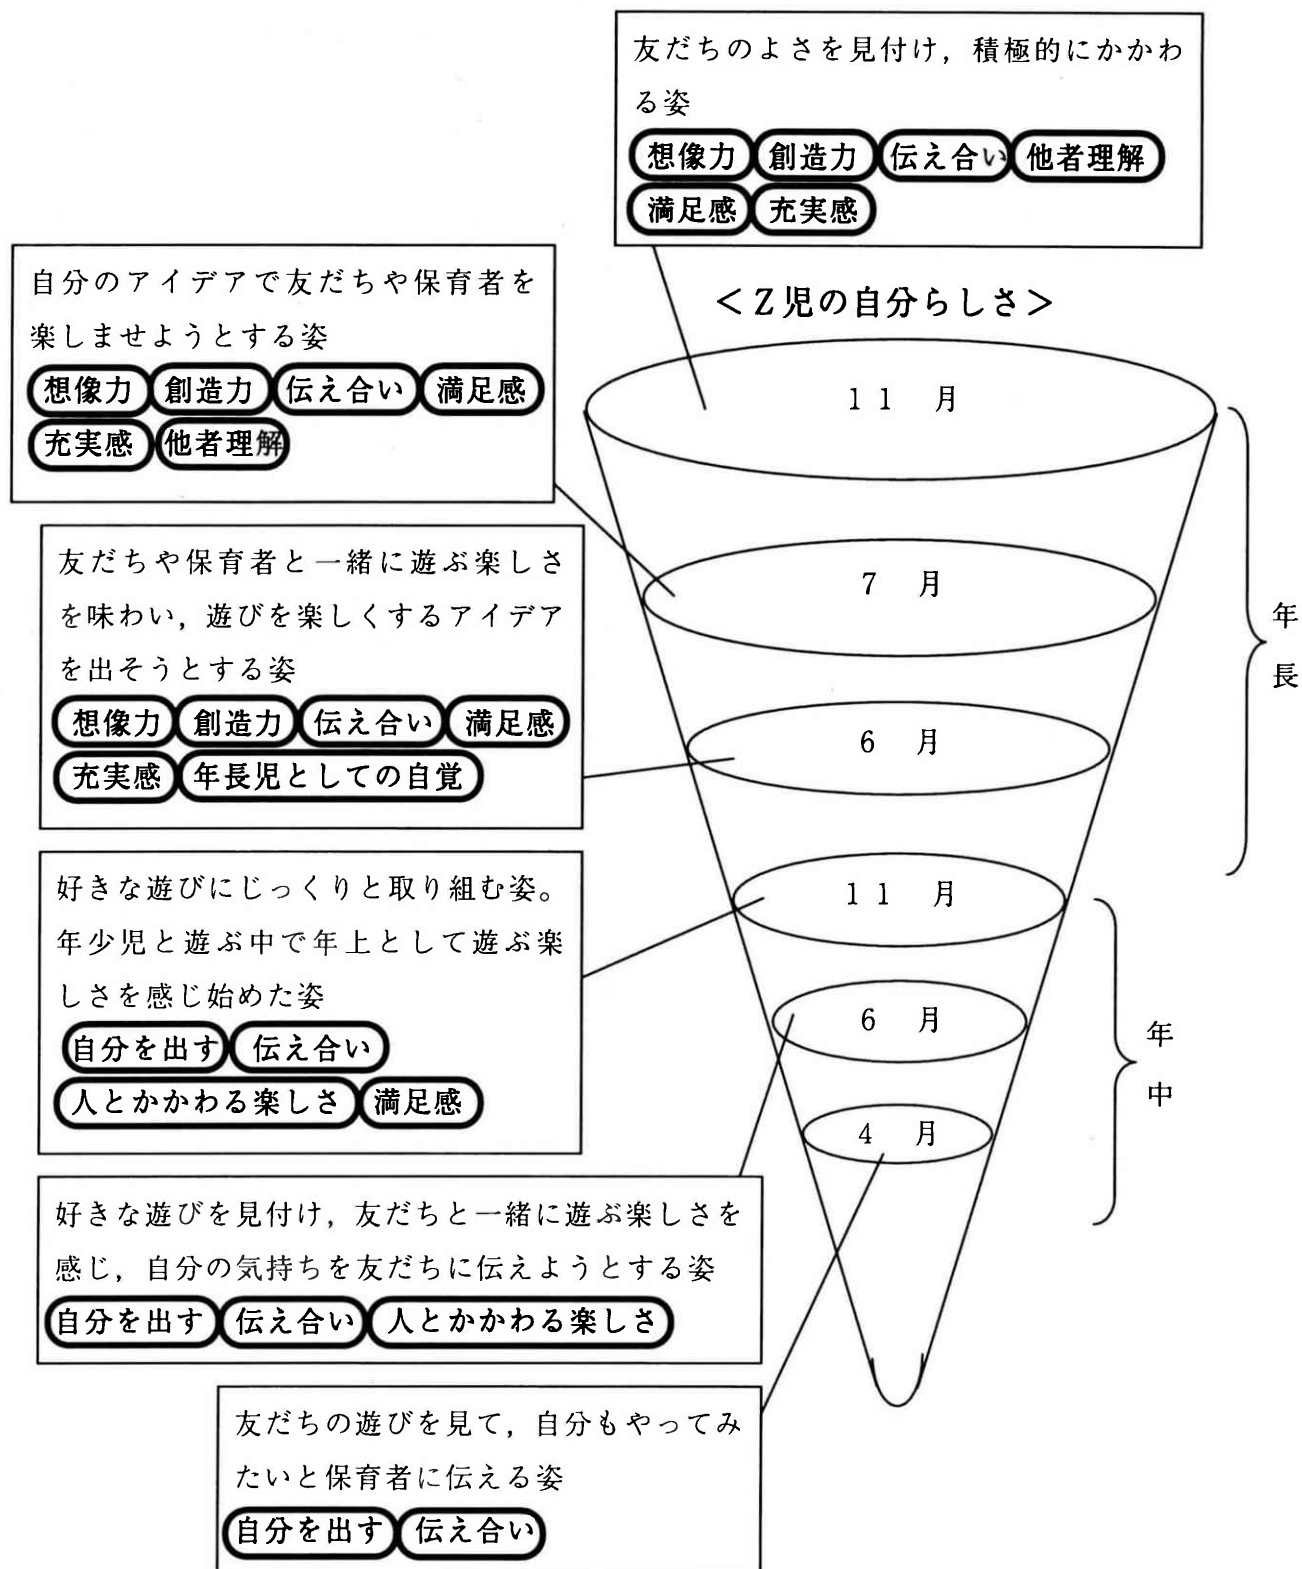 友だちのよさを見付け，積極的にかかわ
る姿
想像力 創造力 伝え合い 他者理解
満足感 充実感
＜Ｚ児の自分らしさ＞
自分のアイデアで友だちや保育者を
楽しませようとする姿
想像力 創造力 伝え合い 満足感
充実感 他者理解
11 月
7 月
友だちや保育者と一緒に遊ぶ楽しさ
を味わい，遊びを楽しくするアイデア
を出そうとする姿
想像力 創造力 伝え合い 満足感
充実感 年長児としての自覚
6 月
年
長
好きな遊びにじっくりと取り組む姿。
年少児と遊ぶ中で年上として遊ぶ楽
しさを感じ始めた姿
自分を出す 伝え合い
人とかかわる楽しさ 満足感
11 月
6 月
4 月
年
中
好きな遊びを見付け，友だちと一緒に遊ぶ楽しさを
感じ，自分の気持ちを友だちに伝えようとする姿
自分を出す 伝え合い 人とかかわる楽しさ
友だちの遊びを見て，自分もやってみ
たいと保育者に伝える姿
自分を出す 伝え合い